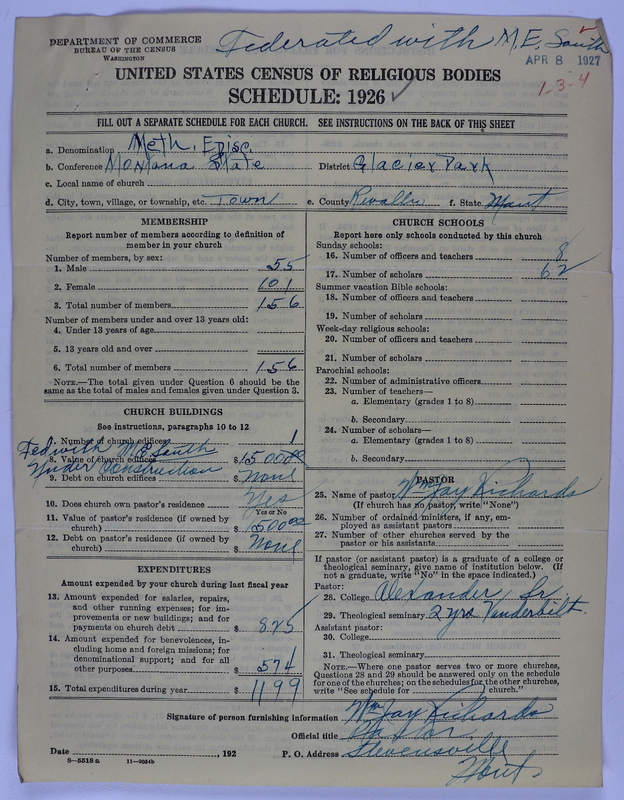 DEPARTMENT OF COMMERCE
BUREAU OF THE CENSUS
WASHINGTON
Federated with M.E. South
APR 8 1927
1-3-4
UNITED STATES CENSUS OF RELIGIOUS BODIES
SCHEDULE: 1926
FILL OUT A SEPARATE SCHEDULE FOR EACH CHURCH. SEE INSTRUCTIONS ON THE BACK OF THIS SHEET
a. Denomination Meth. Episc.
b. Conference Montana State District Glacier Park
c. Local name of church
d. City, town, village, or township, etc. Town e. County Ravalli f. State Mont
MEMBERSHIP
Report number of members according to definition of
member in your church
Number of members, by sex:
1. Male 55
2. Female 101
3. Total number of members 156
Number of members under and over 13 years old:
4. Under 13 years of age
5. 13 years old and over
6. Total number of members 156
NOTE.—The total given under Question 6 should be the
same as the total of males and females given under Question 3.
CHURCH BUILDINGS
See instructions, paragraphs 10 to 12
7. Number of church edifices 1
Fed with M.E. South
8. Value of church edifices $15000.00
Under Construction
9. Debt on church edifices $ None
10. Does church own pastor's residence Yes
Yes or No
11. Value of pastor's residence (if owned by
church) $ 1500.00
12. Debt on pastor's residence (if owned by
church) $ None
EXPENDITURES
Amount expended by your church during last fiscal year
13. Amount expended for salaries, repairs,
and other running expenses; for im-
provements or new buildings; and for
payments on church debt $ 825
14. Amount expended for benevolences, in-
cluding home and foreign missions; for
denominational support; and for all
other purposes $ 574
15. Total expenditures during year $ 1199
CHURCH SCHOOLS
Report here only schools conducted by this church
Sunday schools:
16. Number of officers and teachers 8
17. Number of scholars 62
Summer vacation Bible schools:
18. Number of officers and teachers
19. Number of scholars
Week-day religious schools:
20. Number of officers and teachers
21. Number of scholars
Parochial schools:
22. Number of administrative officers
23. Number of teachers—
a. Elementary (grades 1 to 8)
b. Secondary
24. Number of scholars—
a. Elementary (grades 1 to 8)
b. Secondary
PASTOR
25. Name of pastor Wm Jay Richards
(If church has no pastor, write "None")
26. Number of ordained ministers, if any, em-
ployed as assistant pastors
27. Number of other churches served by the
pastor or his assistants
If pastor (or assistant pastor) is a graduate of a college or
theological seminary, give name of institution below. (If
not a graduate, write "No" in the space indicated.)
Pastor:
28. College Alexander Jr.
29. Theological seminary 2 yrs Vanderbilt
Assistant pastor:
30. College
31. Theological seminary
NOTE.—Where one pastor serves two or more churches,
Questions 28 and 29 should be answered only on the schedule
for one of the churches; on the schedules for the other churches,
write "See schedule for church."
Signature of person furnishing information Wm Jay Richards
Official title Pastor
Date , 192 P. O. Address Stevensville
Mont.
8—5518 a 11—9034b